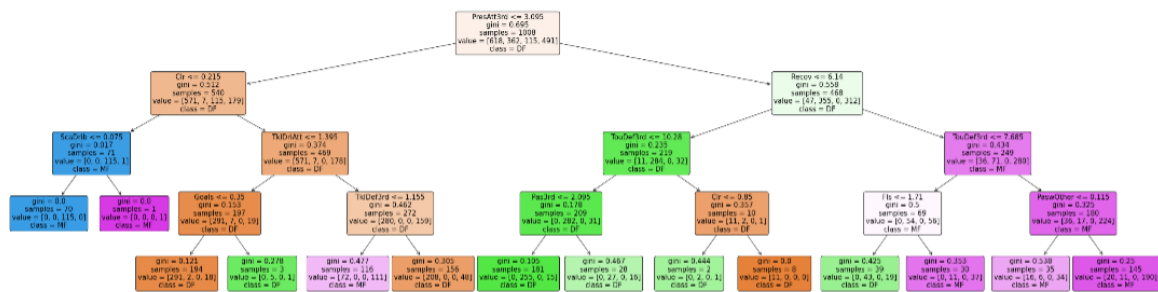 PresAtt3rd <= 3.095
gini = 0.695
samples = 1008
value = [618, 362, 115, 491]
class = DF
Clr <= 0.215
gini = 0.512
samples = 540
value = [571, 7, 115, 179]
class = DF
Recov <= 6.14
gini = 0.558
samples = 468
value = [47, 355, 0, 312]
class = DF
ScaDrib <= 0.075
gini = 0.017
samples = 71
value = [0, 0, 115, 1]
class = MF
TklDriAtt <= 1.395
gini = 0.374
samples = 469
value = [571, 7, 0, 178]
class = DF
TouDef3rd <= 10.28
gini = 0.235
samples = 219
value = [11, 284, 0, 32]
class = DF
TouDef3rd <= 7.685
gini = 0.434
samples = 249
value = [36, 71, 0, 280]
class = MF
gini = 0.0
samples = 70
value = [0, 0, 115, 0]
class = MF
gini = 0.0
samples = 1
value = [0, 0, 0, 1]
class = MF
Goals <= 0.35
gini = 0.153
samples = 197
value = [291, 7, 0, 19]
class = DF
TklDef3rd <= 1.155
gini = 0.462
samples = 272
value = [280, 0, 0, 159]
class = DF
Pas3rd <= 2.095
gini = 0.178
samples = 209
value = [0, 282, 0, 31]
class = DF
Clr <= 0.85
gini = 0.357
samples = 10
value = [11, 2, 0, 1]
class = DF
Fls <= 1.71
gini = 0.5
samples = 69
value = [0, 54, 0, 56]
class = MF
PaswOther <= 0.115
gini = 0.325
samples = 180
value = [36, 17, 0, 224]
class = MF
gini = 0.121
samples = 194
value = [291, 2, 0, 18]
class = DF
gini = 0.278
samples = 3
value = [0, 5, 0, 1]
class = DF
gini = 0.477
samples = 116
value = [72, 0, 0, 111]
class = MF
gini = 0.305
samples = 156
value = [208, 0, 0, 48]
class = DF
gini = 0.105
samples = 181
value = [0, 255, 0, 15]
class = DF
gini = 0.467
samples = 28
value = [0, 27, 0, 16]
class = DF
gini = 0.444
samples = 2
value = [0, 2, 0, 1]
class = DF
gini = 0.0
samples = 8
value = [11, 0, 0, 0]
class = DF
gini = 0.425
samples = 39
value = [0, 43, 0, 19]
class = DF
gini = 0.353
samples = 30
value = [0, 11, 0, 37]
class = MF
gini = 0.538
samples = 35
value = [16, 6, 0, 34]
class = MF
gini = 0.25
samples = 145
value = [20, 11, 0, 190]
class = MF